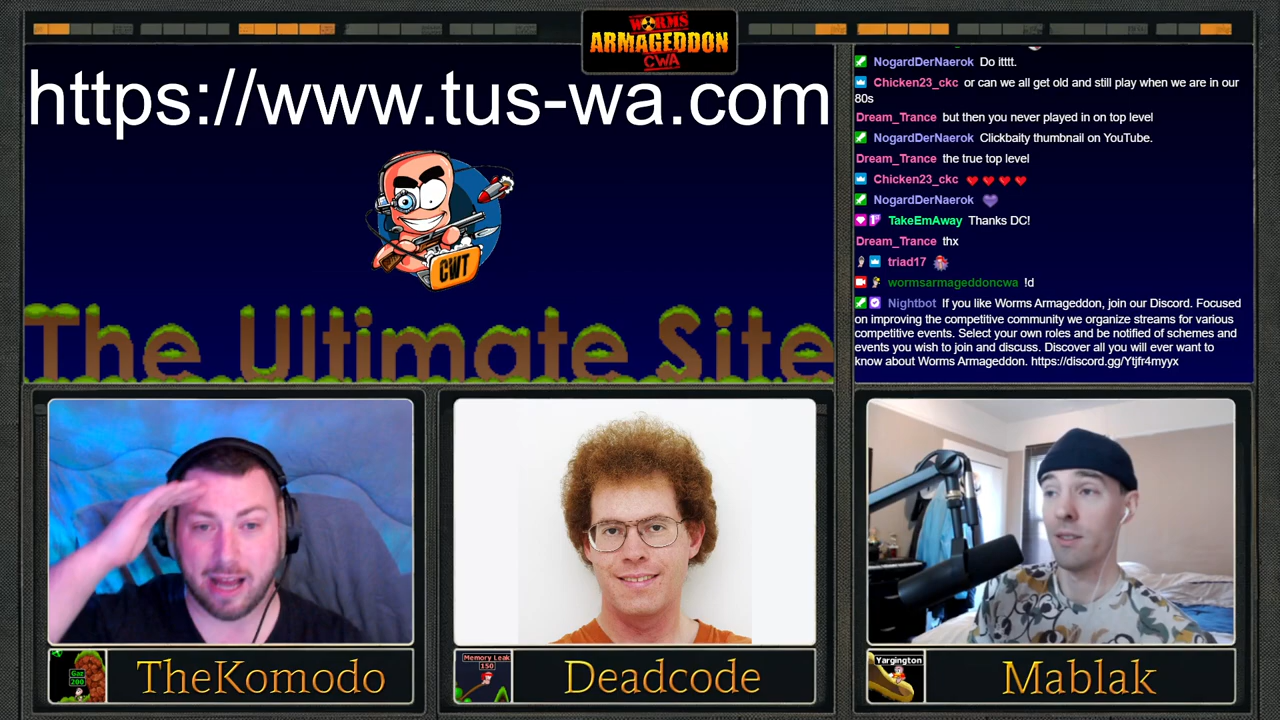 WORMS
ARMAGEDDON
CWA
https://www.tus-wa.com
CWT
The Ultimate Site
NogardDerNaerok Do itttt.
Chicken23_ckc or can we all get old and still play when we are in our
80s
Dream_Trance but then you never played in on top level
NogardDerNaerok Clickbaity thumbnail on YouTube.
Dream_Trance the true top level
Chicken23_ckc
NogardDerNaerok
TakeEmAway Thanks DC!
Dream_Trance thx
triad17
wormsarmageddoncwa !d
Nightbot If you like Worms Armageddon, join our Discord. Focused
on improving the competitive community we organize streams for various
competitive events. Select your own roles and be notified of schemes and
events you wish to join and discuss. Discover all you will ever want to
know about Worms Armageddon. https://discord.gg/Ytjfr4myyx
Gaz
200
TheKomodo
Memory Leak
150
Deadcode
Yargington
Mablak